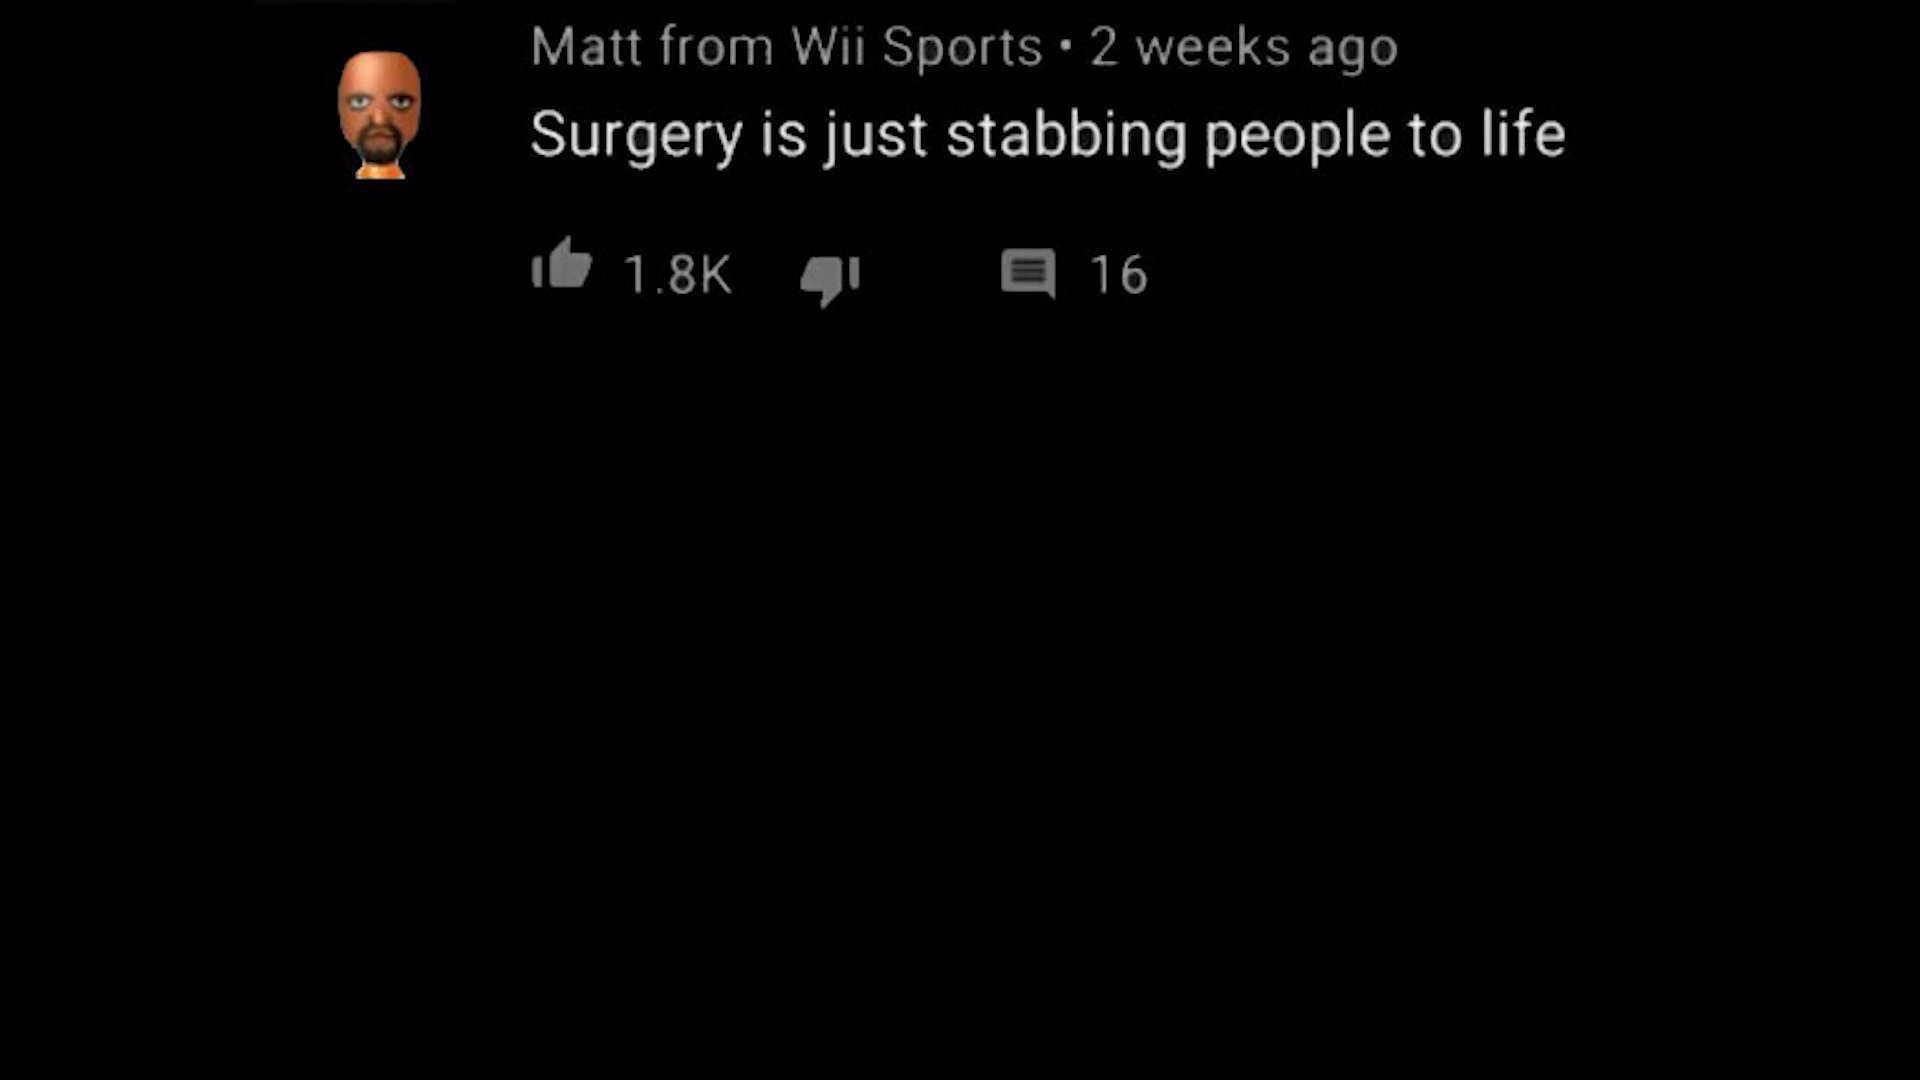 Matt from Wii Sports • 2 weeks ago
Surgery is just stabbing people to life
1.8K 16